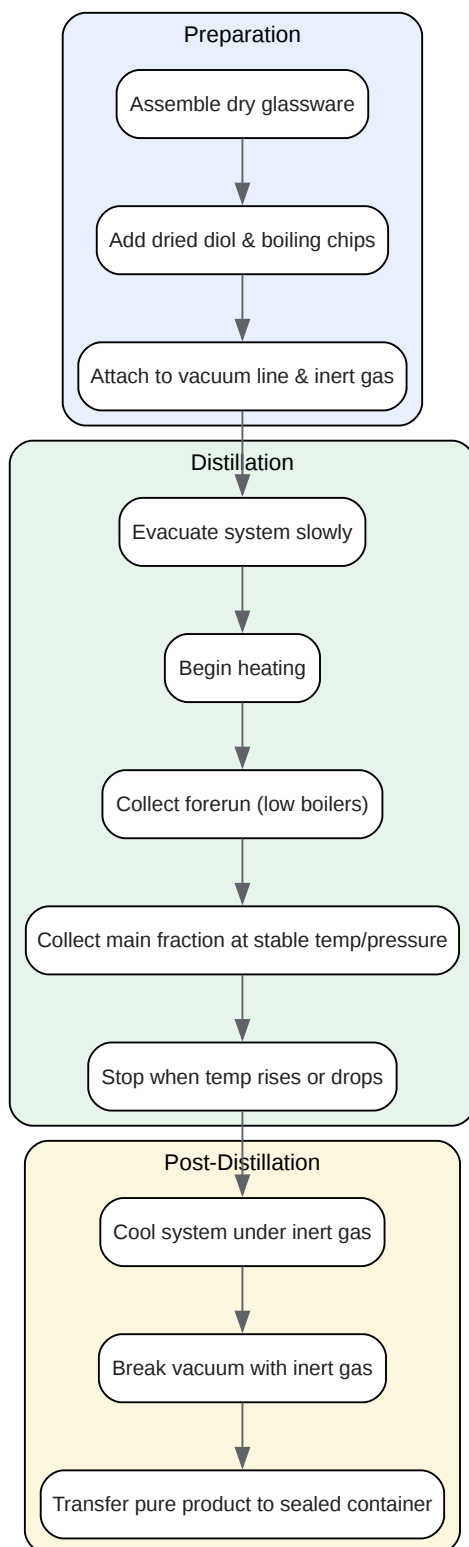 Preparation
Assemble dry glassware
Add dried diol & boiling chips
Attach to vacuum line & inert gas
Distillation
Evacuate system slowly
Begin heating
Collect forerun (low boilers)
Collect main fraction at stable temp/pressure
Stop when temp rises or drops
Post-Distillation
Cool system under inert gas
Break vacuum with inert gas
Transfer pure product to sealed container